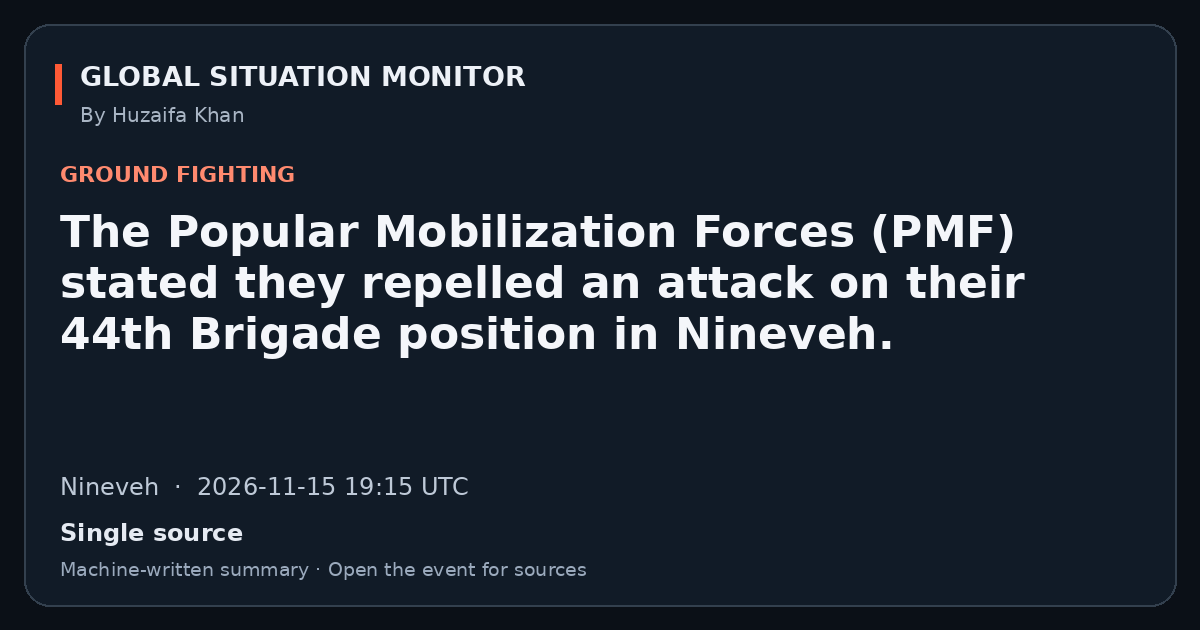 GLOBAL SITUATION MONITOR
By Huzaifa Khan
GROUND FIGHTING
The Popular Mobilization Forces (PMF)
stated they repelled an attack on their
44th Brigade position in Nineveh.
Nineveh · 2026-11-15 19:15 UTC
Single source
Machine-written summary · Open the event for sources